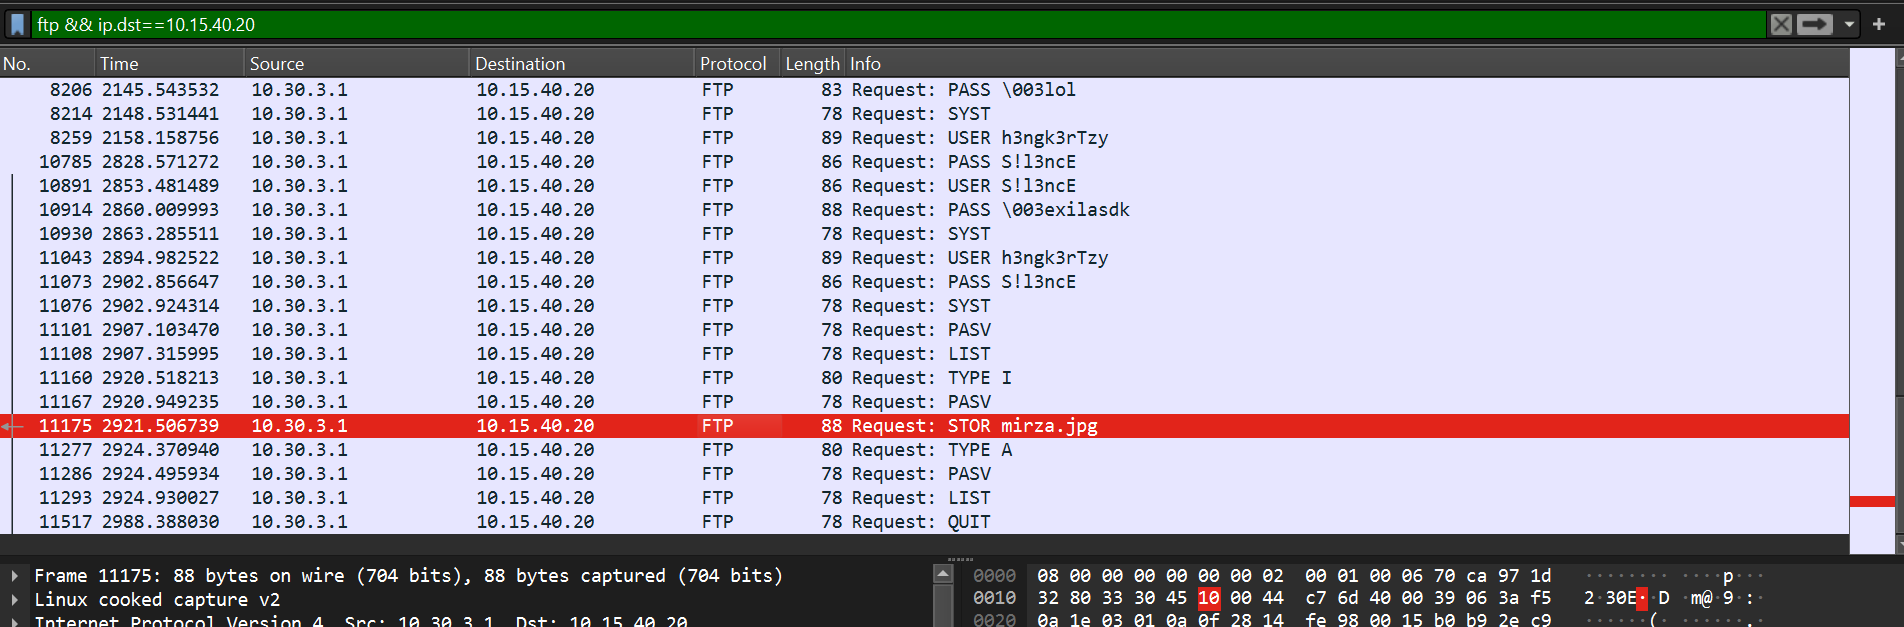 ftp && ip.dst==10.15.40.20
No. Time Source Destination Protocol Length Info
8206 2145.543532 10.30.3.1 10.15.40.20 FTP 83 Request: PASS \003lol
8214 2148.531441 10.30.3.1 10.15.40.20 FTP 78 Request: SYST
8259 2158.158756 10.30.3.1 10.15.40.20 FTP 89 Request: USER h3ngk3rTzy
10785 2828.571272 10.30.3.1 10.15.40.20 FTP 86 Request: PASS S!l3ncE
10891 2853.481489 10.30.3.1 10.15.40.20 FTP 86 Request: USER S!l3ncE
10914 2860.009993 10.30.3.1 10.15.40.20 FTP 88 Request: PASS \003exilasdk
10930 2863.285511 10.30.3.1 10.15.40.20 FTP 78 Request: SYST
11043 2894.982522 10.30.3.1 10.15.40.20 FTP 89 Request: USER h3ngk3rTzy
11073 2902.856647 10.30.3.1 10.15.40.20 FTP 86 Request: PASS S!l3ncE
11076 2902.924314 10.30.3.1 10.15.40.20 FTP 78 Request: SYST
11101 2907.103470 10.30.3.1 10.15.40.20 FTP 78 Request: PASV
11108 2907.315995 10.30.3.1 10.15.40.20 FTP 78 Request: LIST
11160 2920.518213 10.30.3.1 10.15.40.20 FTP 80 Request: TYPE I
11167 2920.949235 10.30.3.1 10.15.40.20 FTP 78 Request: PASV
11175 2921.506739 10.30.3.1 10.15.40.20 FTP 88 Request: STOR mirza.jpg
11277 2924.370940 10.30.3.1 10.15.40.20 FTP 80 Request: TYPE A
11286 2924.495934 10.30.3.1 10.15.40.20 FTP 78 Request: PASV
11293 2924.930027 10.30.3.1 10.15.40.20 FTP 78 Request: LIST
11517 2988.388030 10.30.3.1 10.15.40.20 FTP 78 Request: QUIT
Frame 11175: 88 bytes on wire (704 bits), 88 bytes captured (704 bits)
Linux cooked capture v2
Internet Protocol Version 4, Src: 10.30.3.1, Dst: 10.15.40.20
0000 08 00 00 00 00 00 00 02 00 01 00 06 70 ca 97 1d ········ ····p···
0010 32 80 33 30 45 10 00 44 c7 6d 40 00 39 06 3a f5 2·30E··D ·m@·9·:·
0020 0a 1e 03 01 0a 0f 28 14 fe 98 00 15 b0 b9 2e c9 ······(· ······.·